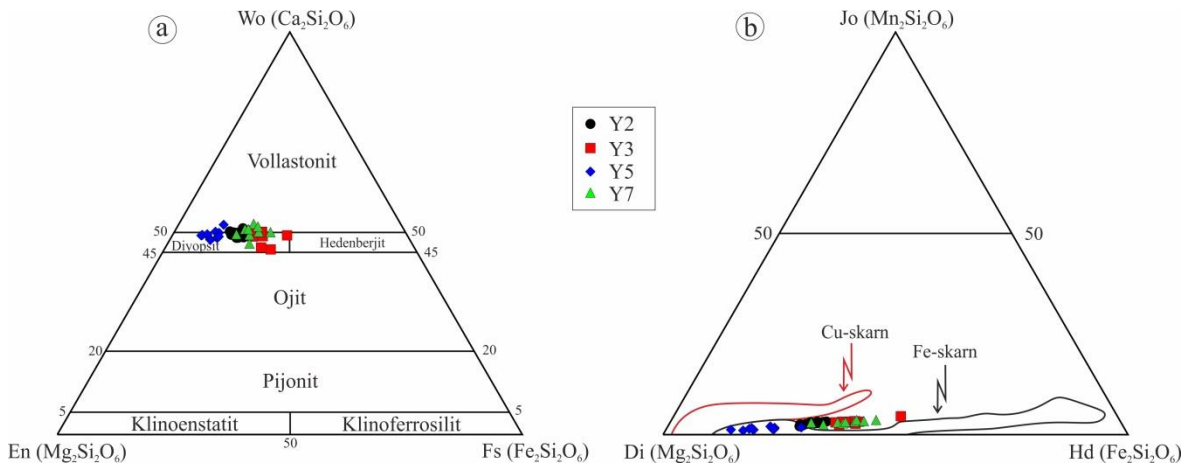 a
Wo (Ca₂Si₂O₆)
Vollastonit
50
50
Divopsit
Hedenberjit
45
45
Ojit
20
20
Pijonit
5
5
Klinoenstatit
Klinoferrosilit
En (Mg₂Si₂O₆)
50
Fs (Fe₂Si₂O₆)
Y2
Y3
Y5
Y7
b
Jo (Mn₂Si₂O₆)
50
50
Cu-skarn
Fe-skarn
Di (Mg₂Si₂O₆)
Hd (Fe₂Si₂O₆)